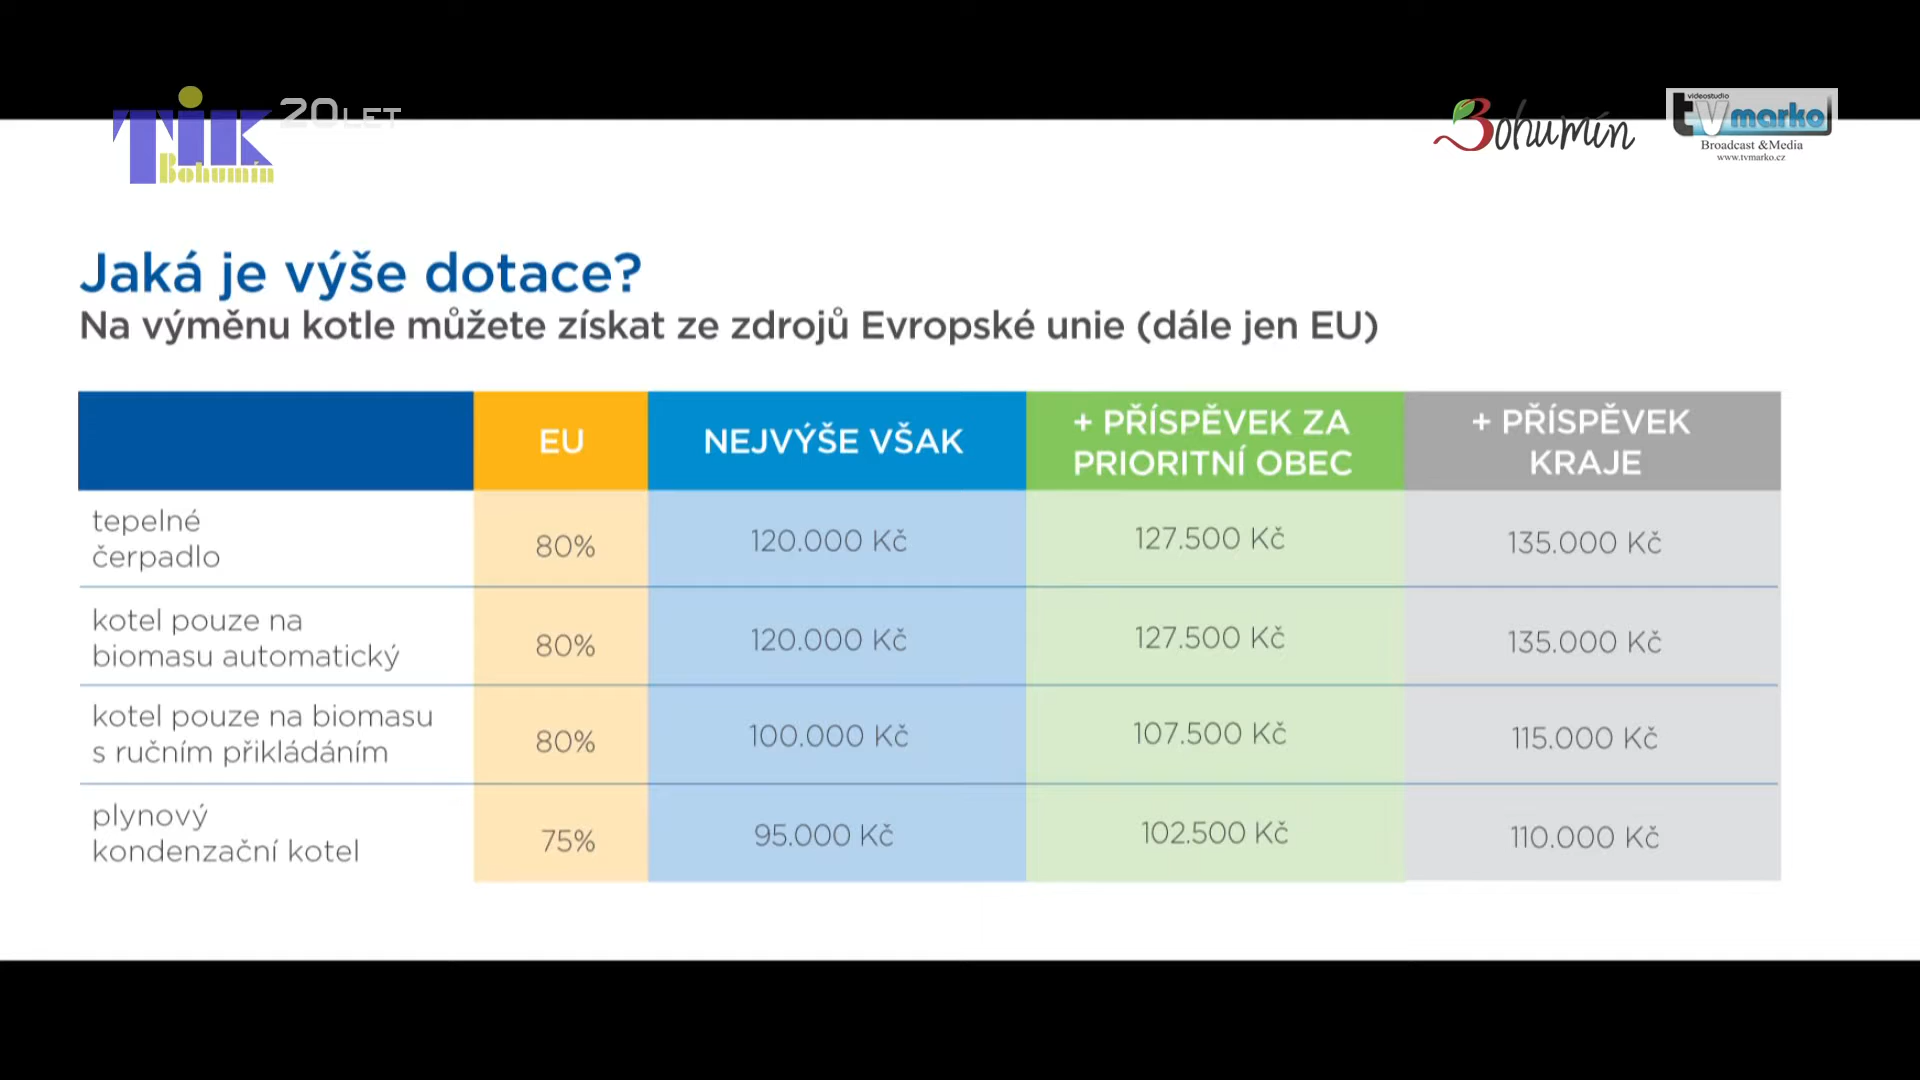 TiK 20LET
Bohumín
Bohumín
videostudio
tv marko
Broadcast &Media
www.tvmarko.cz
Jaká je výše dotace?
Na výměnu kotle můžete získat ze zdrojů Evropské unie (dále jen EU)
EU NEJVÝŠE VŠAK + PŘÍSPĚVEK ZA PRIORITNÍ OBEC + PŘÍSPĚVEK KRAJE
tepelné
čerpadlo
80% 120.000 Kč 127.500 Kč 135.000 Kč
kotel pouze na
biomasu automatický
80% 120.000 Kč 127.500 Kč 135.000 Kč
kotel pouze na biomasu
s ručním přikládáním
80% 100.000 Kč 107.500 Kč 115.000 Kč
plynový
kondenzační kotel
75% 95.000 Kč 102.500 Kč 110.000 Kč